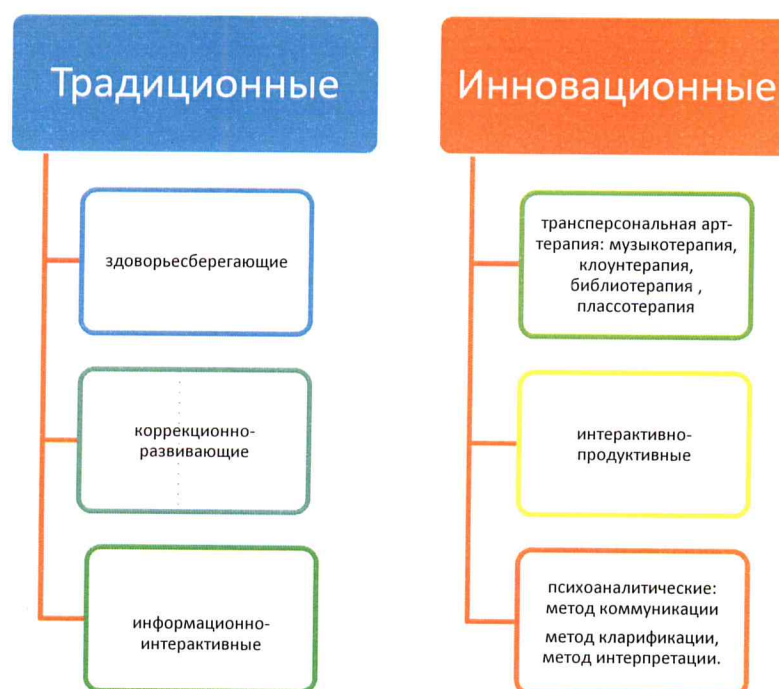 Традиционные
здоворьесберегающие
коррекционно-
развивающие
информационно-
интерактивные
Инновационные
трансперсональная арт-
терапия: музыкотерапия,
клоунтерапия,
библиотерапия ,
плассотерапия
интерактивно-
продуктивные
психоаналитические:
метод коммуникации
метод кларификации,
метод интерпретации.